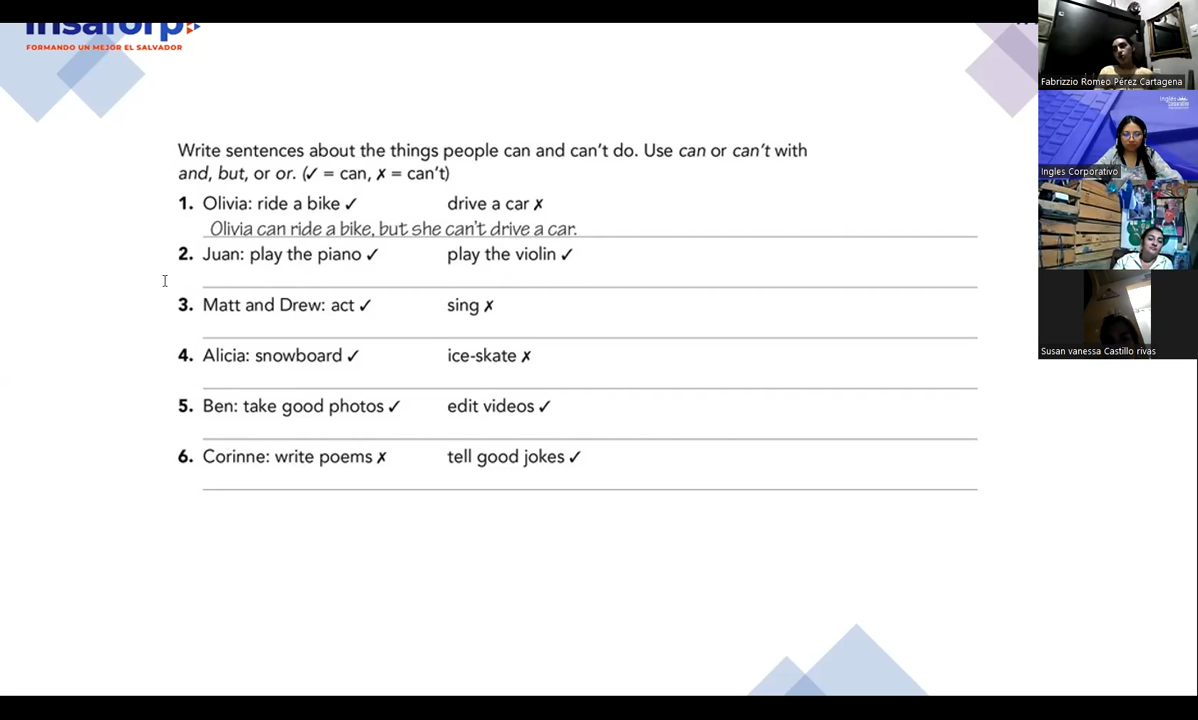 insaforp
FORMANDO UN MEJOR EL SALVADOR
Write sentences about the things people can and can't do. Use can or can't with
and, but, or or. (✓ = can, ✗ = can't)
1. Olivia: ride a bike ✓ drive a car ✗
Olivia can ride a bike, but she can't drive a car.
2. Juan: play the piano ✓ play the violin ✓
3. Matt and Drew: act ✓ sing ✗
4. Alicia: snowboard ✓ ice-skate ✗
5. Ben: take good photos ✓ edit videos ✓
6. Corinne: write poems ✗ tell good jokes ✓
Fabrizzio Romeo Pérez Cartagena
Ingles Corporativo
Susan vanessa Castillo rivas